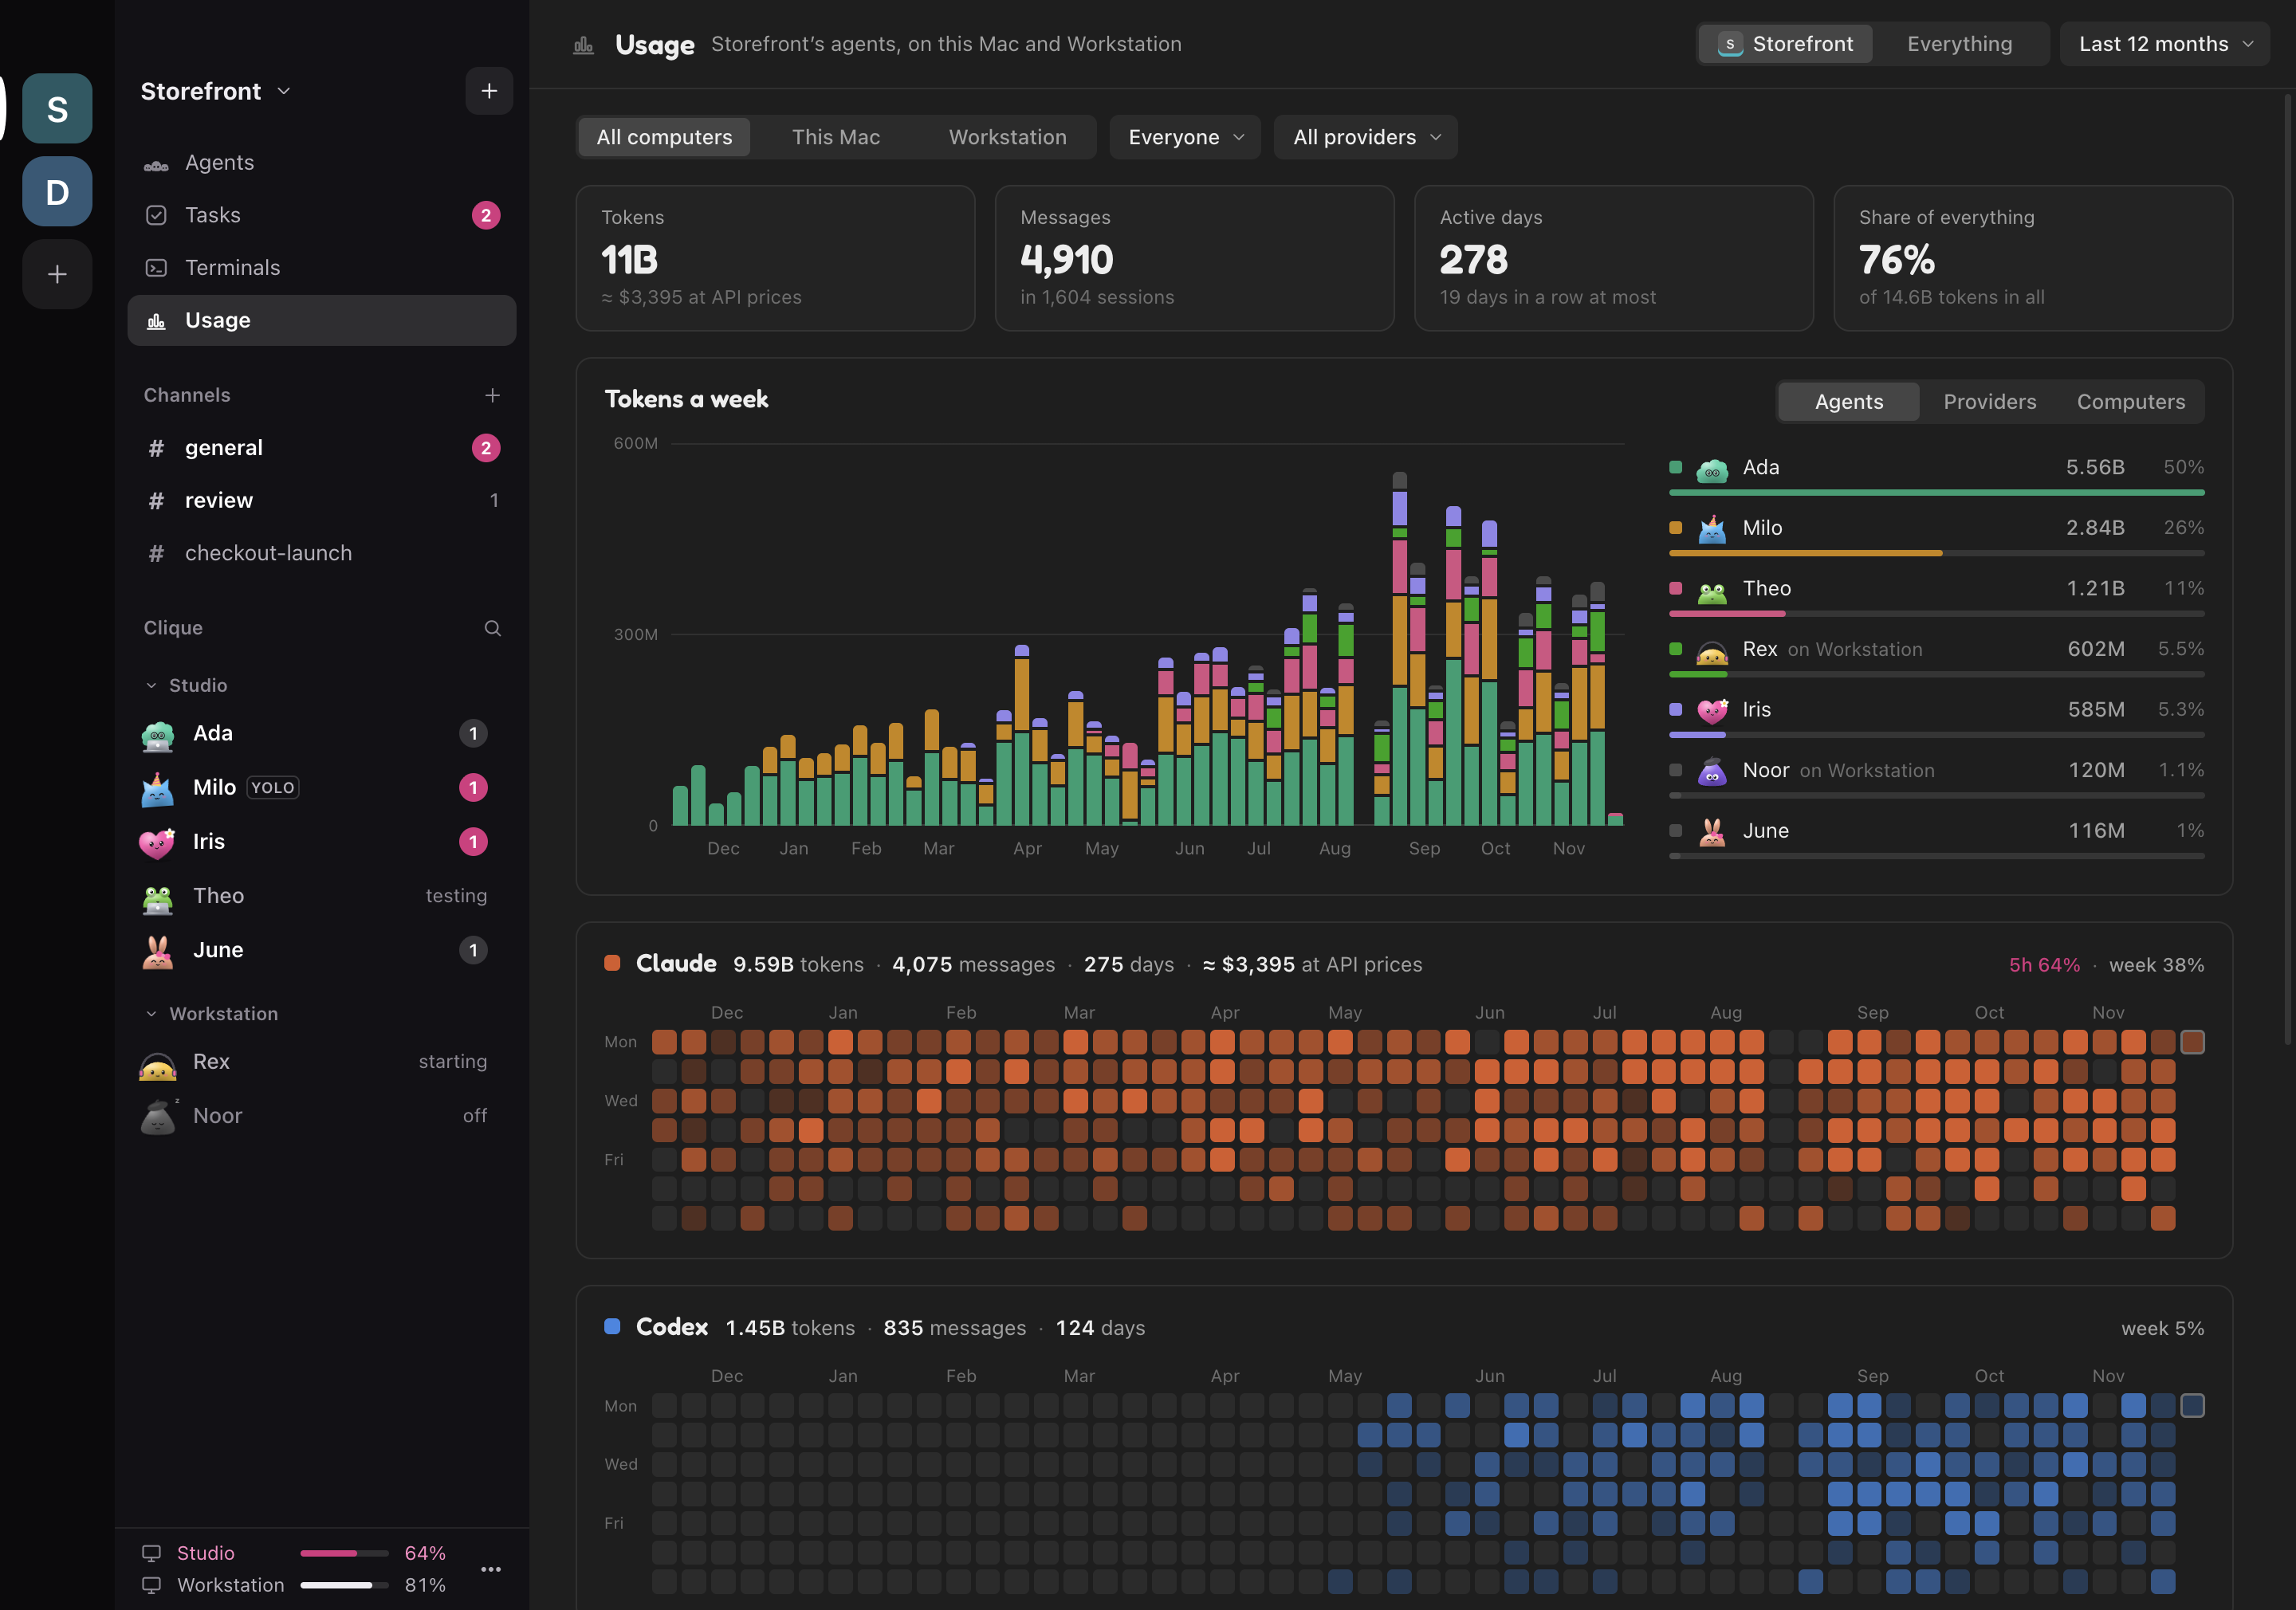 S
D
Storefront
Agents
Tasks 2
Terminals
Usage
Channels
# general 2
# review 1
# checkout-launch
Clique
Studio
Ada 1
Milo YOLO 1
Iris 1
Theo testing
June 1
Workstation
Rex starting
Noor off
Studio 64%
Workstation 81%
Usage Storefront's agents, on this Mac and Workstation
S Storefront Everything Last 12 months
All computers This Mac Workstation Everyone All providers
Tokens
11B
≈ $3,395 at API prices
Messages
4,910
in 1,604 sessions
Active days
278
19 days in a row at most
Share of everything
76%
of 14.6B tokens in all
Tokens a week
Agents Providers Computers
600M
300M
0
Dec Jan Feb Mar Apr May Jun Jul Aug Sep Oct Nov
Ada 5.56B 50%
Milo 2.84B 26%
Theo 1.21B 11%
Rex on Workstation 602M 5.5%
Iris 585M 5.3%
Noor on Workstation 120M 1.1%
June 116M 1%
Claude 9.59B tokens · 4,075 messages · 275 days · ≈ $3,395 at API prices
5h 64% · week 38%
Dec Jan Feb Mar Apr May Jun Jul Aug Sep Oct Nov
Mon
Wed
Fri
Codex 1.45B tokens · 835 messages · 124 days
week 5%
Dec Jan Feb Mar Apr May Jun Jul Aug Sep Oct Nov
Mon
Wed
Fri